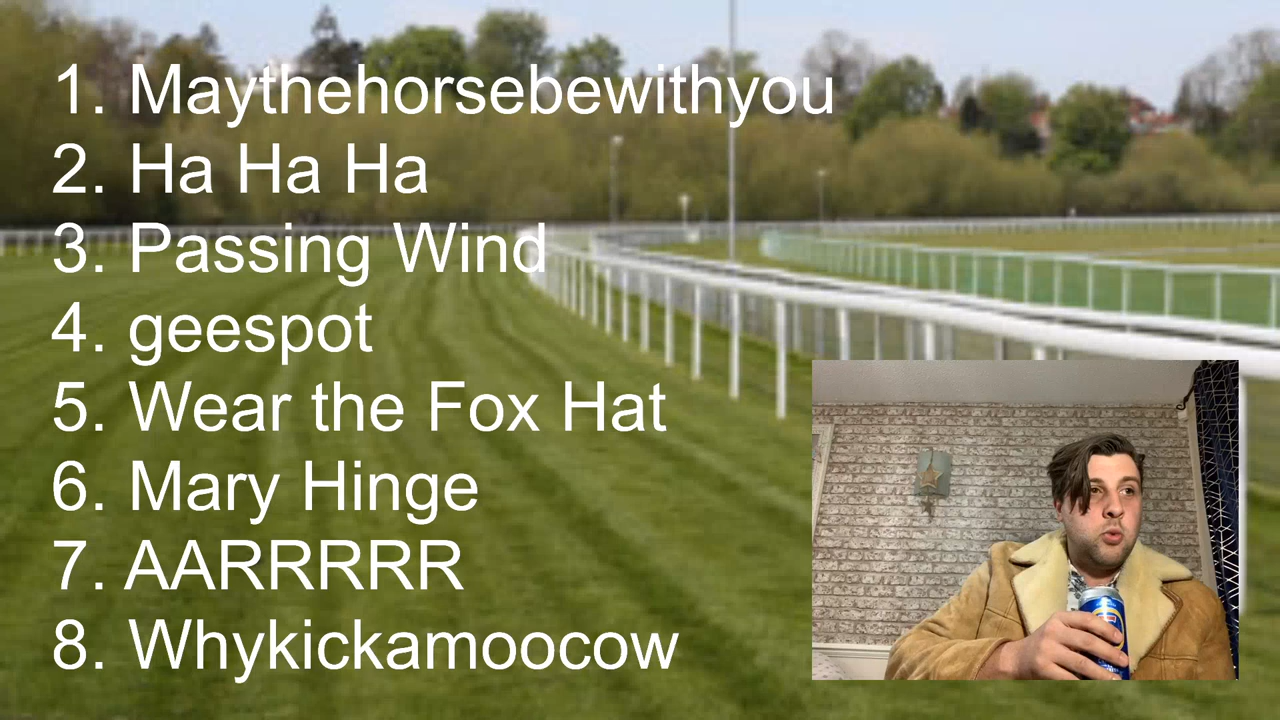 1. Maythehorsebewithyou
2. Ha Ha Ha
3. Passing Wind
4. geespot
5. Wear the Fox Hat
6. Mary Hinge
7. AARRRRR
8. Whykickamoocow